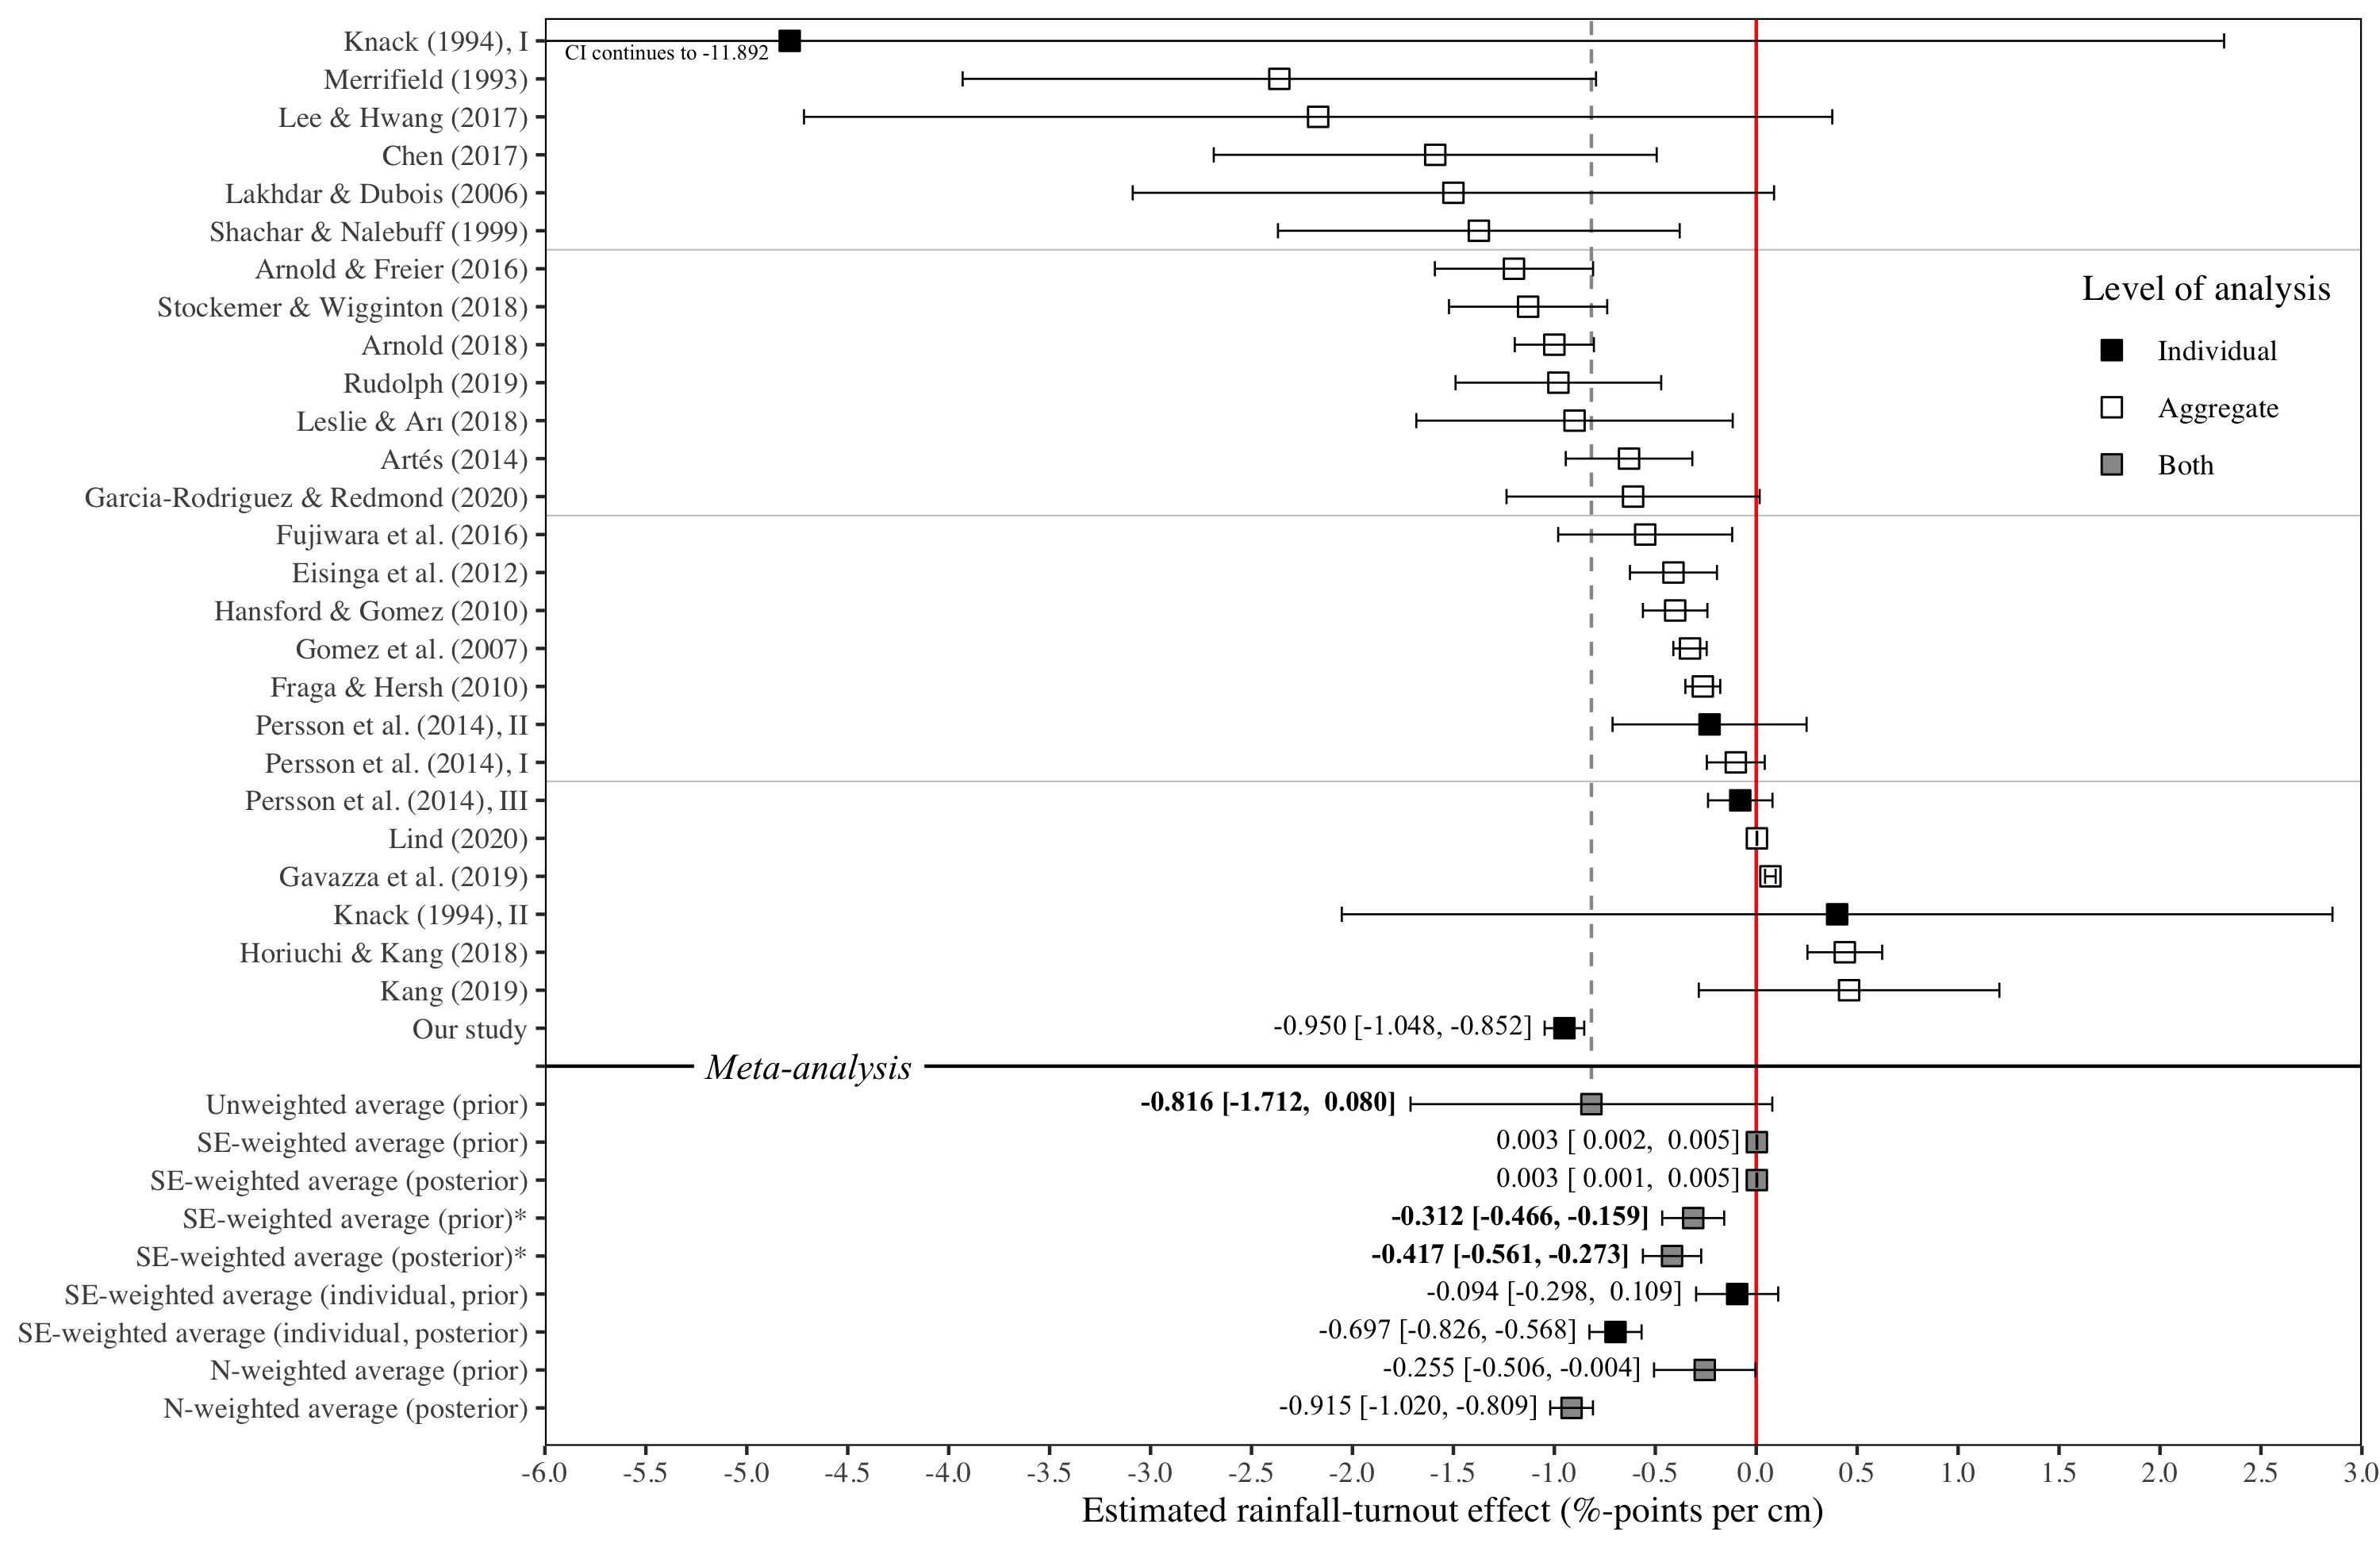 Knack (1994), I
CI continues to -11.892
Merrifield (1993)
Lee & Hwang (2017)
Chen (2017)
Lakhdar & Dubois (2006)
Shachar & Nalebuff (1999)
Arnold & Freier (2016)
Stockemer & Wigginton (2018)
Arnold (2018)
Rudolph (2019)
Leslie & Arı (2018)
Artés (2014)
Garcia-Rodriguez & Redmond (2020)
Fujiwara et al. (2016)
Eisinga et al. (2012)
Hansford & Gomez (2010)
Gomez et al. (2007)
Fraga & Hersh (2010)
Persson et al. (2014), II
Persson et al. (2014), I
Persson et al. (2014), III
Lind (2020)
Gavazza et al. (2019)
Knack (1994), II
Horiuchi & Kang (2018)
Kang (2019)
Our study
-0.950 [-1.048, -0.852]
Level of analysis
Individual
Aggregate
Both
Meta-analysis
Unweighted average (prior)
-0.816 [-1.712, 0.080]
SE-weighted average (prior)
0.003 [ 0.002, 0.005]
SE-weighted average (posterior)
0.003 [ 0.001, 0.005]
SE-weighted average (prior)*
-0.312 [-0.466, -0.159]
SE-weighted average (posterior)*
-0.417 [-0.561, -0.273]
SE-weighted average (individual, prior)
-0.094 [-0.298, 0.109]
SE-weighted average (individual, posterior)
-0.697 [-0.826, -0.568]
N-weighted average (prior)
-0.255 [-0.506, -0.004]
N-weighted average (posterior)
-0.915 [-1.020, -0.809]
-6.0 -5.5 -5.0 -4.5 -4.0 -3.5 -3.0 -2.5 -2.0 -1.5 -1.0 -0.5 0.0 0.5 1.0 1.5 2.0 2.5 3.0
Estimated rainfall-turnout effect (%-points per cm)